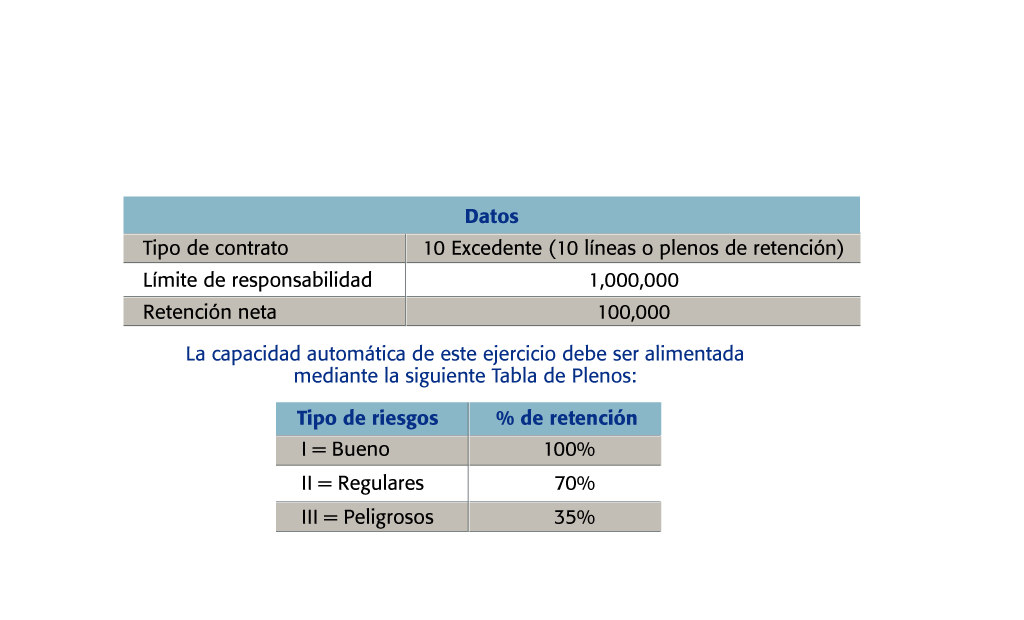 Datos
Tipo de contrato 10 Excedente (10 líneas o plenos de retención)
Límite de responsabilidad 1,000,000
Retención neta 100,000
La capacidad automática de este ejercicio debe ser alimentada
mediante la siguiente Tabla de Plenos:
Tipo de riesgos % de retención
I = Bueno 100%
II = Regulares 70%
III = Peligrosos 35%